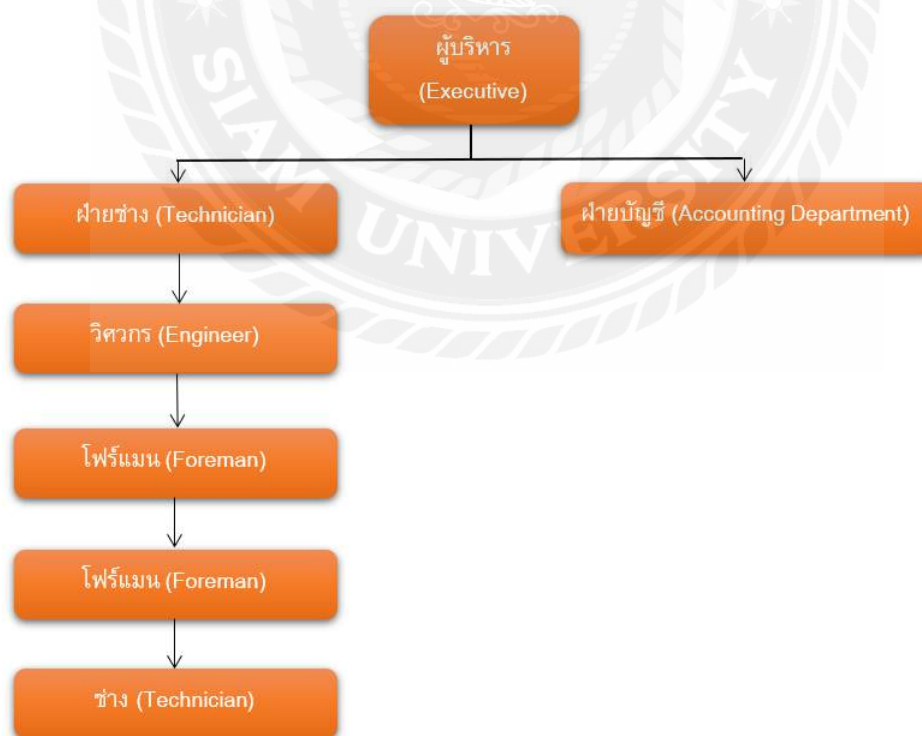 ผู้บริหาร
(Executive)
ฝ่ายช่าง (Technician)
ฝ่ายบัญชี (Accounting Department)
วิศวกร (Engineer)
โฟร์แมน (Foreman)
โฟร์แมน (Foreman)
ช่าง (Technician)
SIAM UNIVERSITY